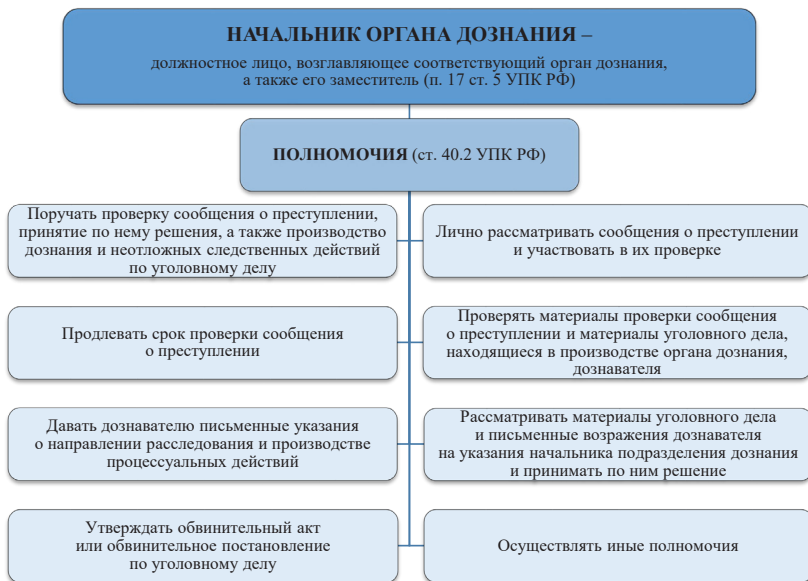 НАЧАЛЬНИК ОРГАНА ДОЗНАНИЯ –
должностное лицо, возглавляющее соответствующий орган дознания,
а также его заместитель (п. 17 ст. 5 УПК РФ)
ПОЛНОМОЧИЯ (ст. 40.2 УПК РФ)
Поручать проверку сообщения о преступлении,
принятие по нему решения, а также производство
дознания и неотложных следственных действий
по уголовному делу
Лично рассматривать сообщения о преступлении
и участвовать в их проверке
Продлевать срок проверки сообщения
о преступлении
Проверять материалы проверки сообщения
о преступлении и материалы уголовного дела,
находящиеся в производстве органа дознания,
дознавателя
Давать дознавателю письменные указания
о направлении расследования и производстве
процессуальных действий
Рассматривать материалы уголовного дела
и письменные возражения дознавателя
на указания начальника подразделения дознания
и принимать по ним решение
Утверждать обвинительный акт
или обвинительное постановление
по уголовному делу
Осуществлять иные полномочия